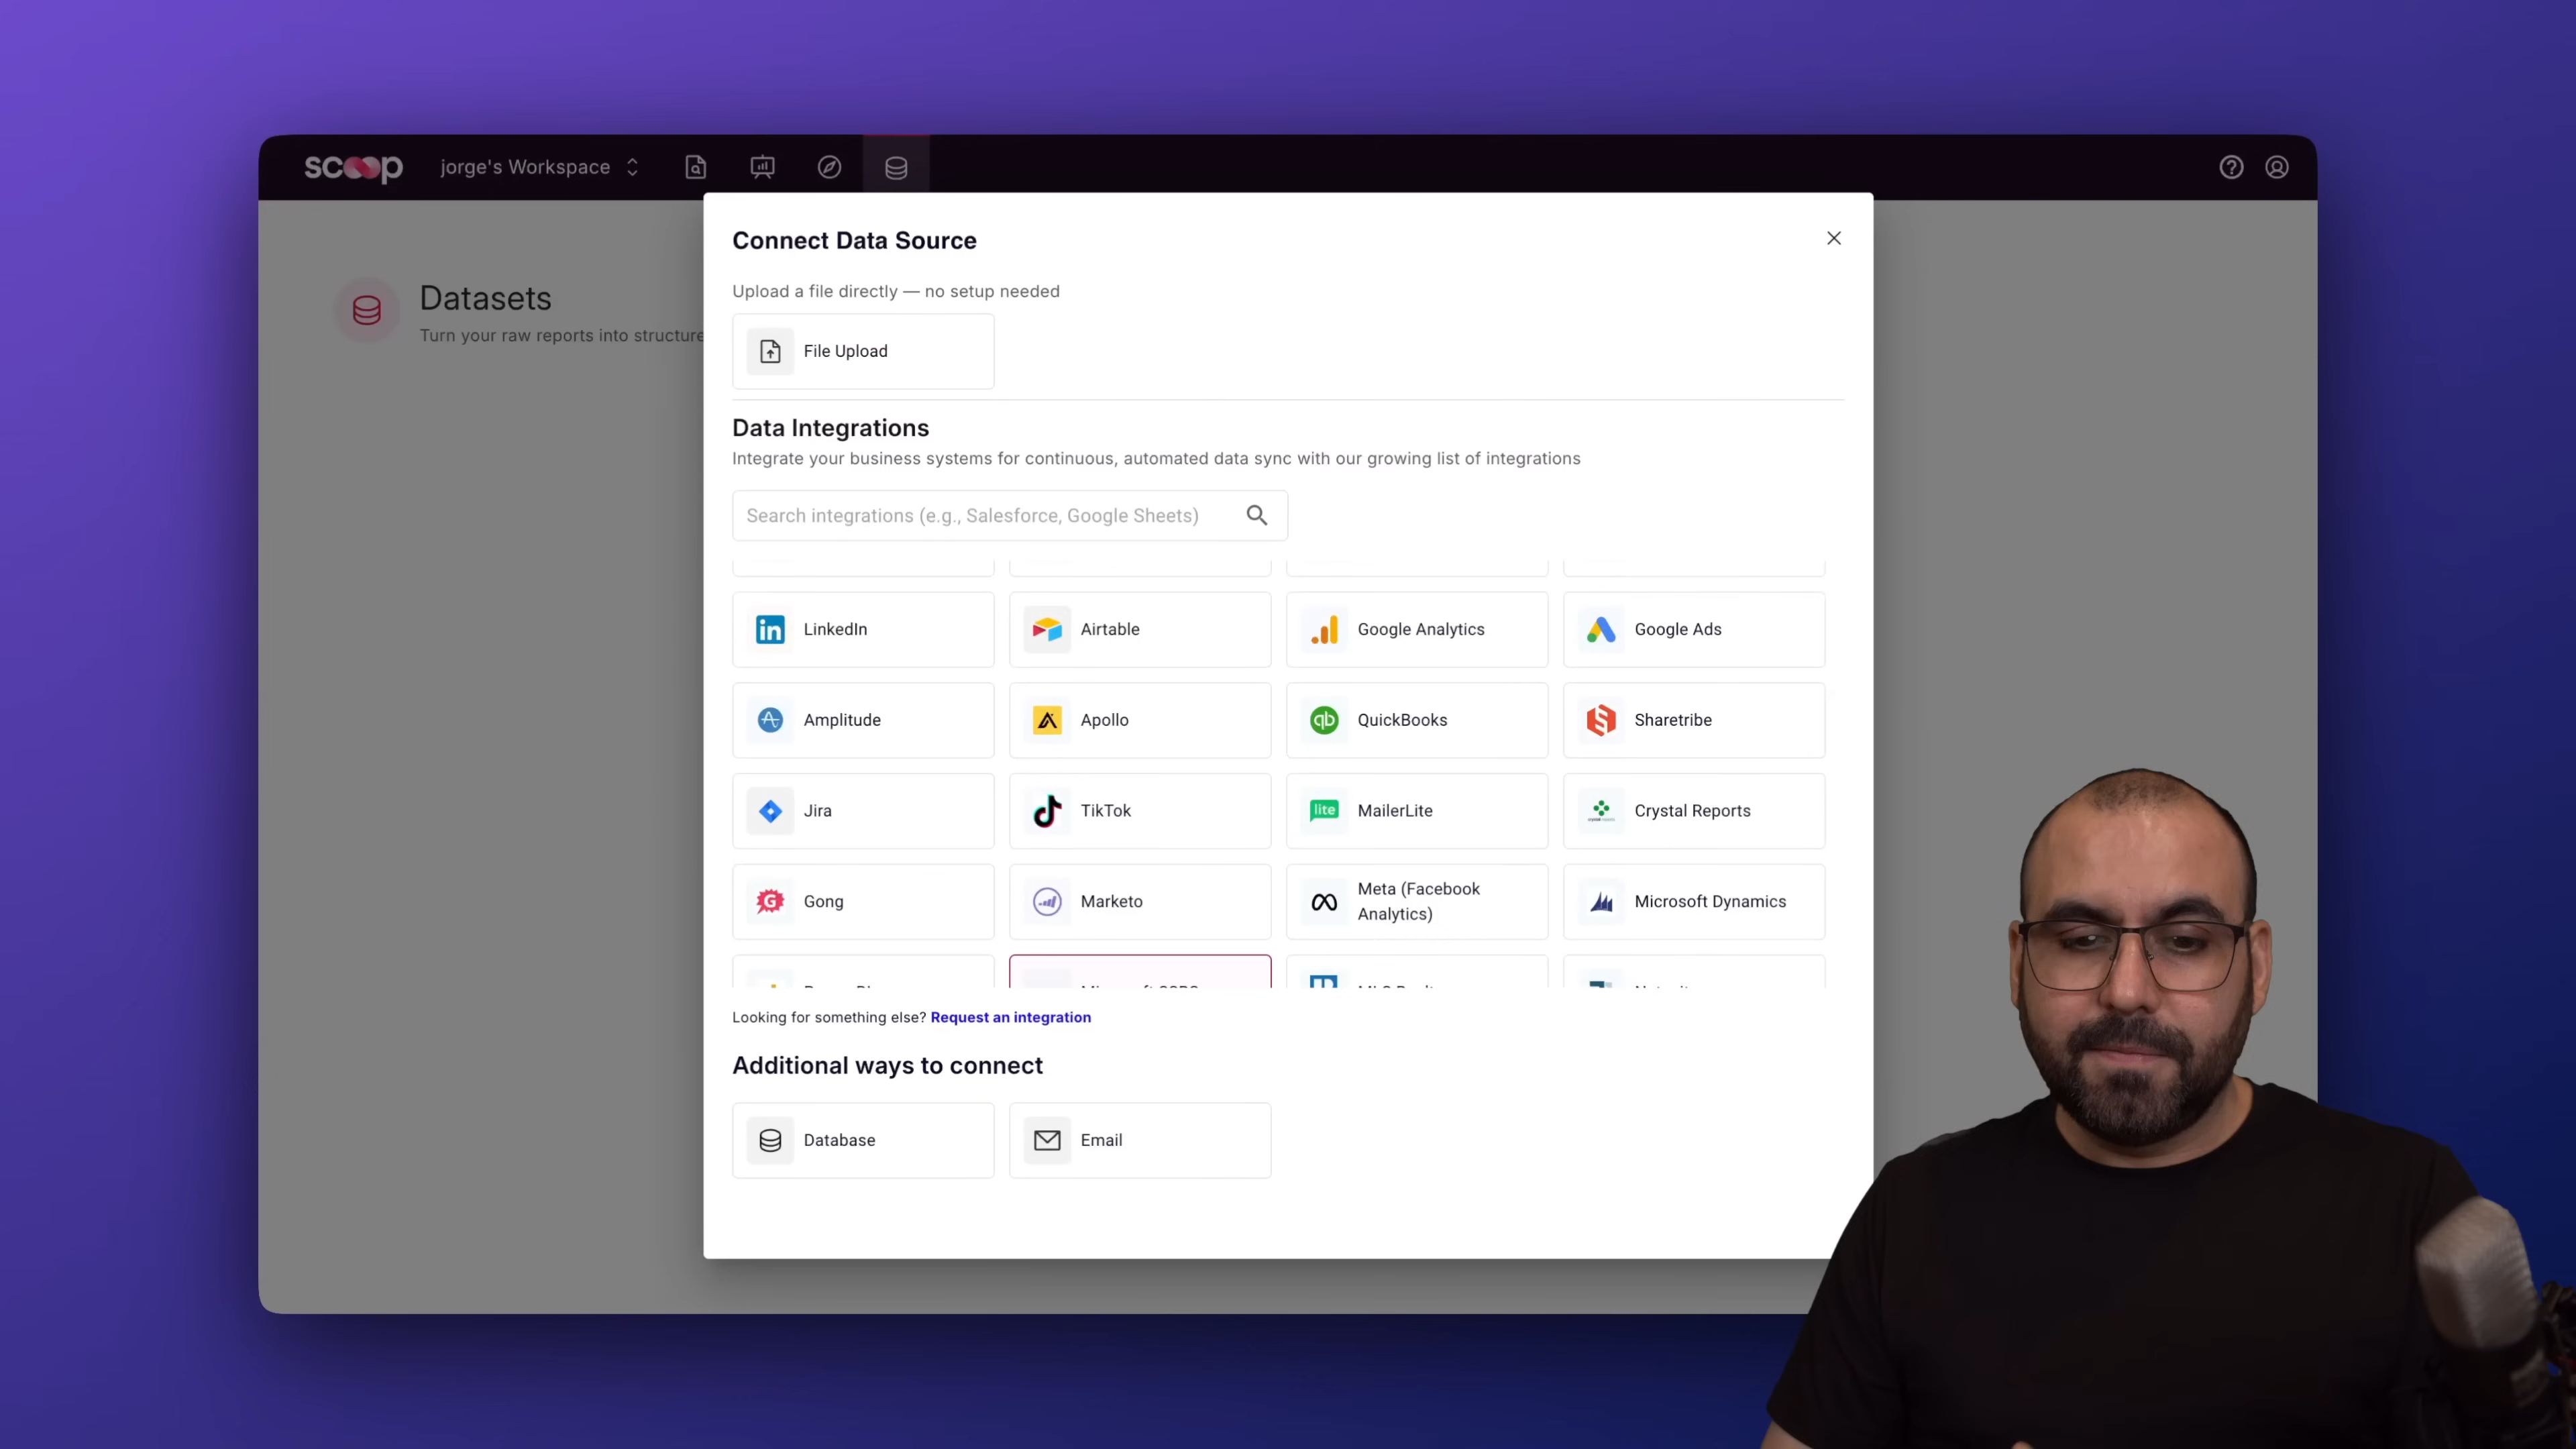 scoop jorge's Workspace
Connect Data Source
Datasets
Turn your raw reports into structure
Upload a file directly — no setup needed
File Upload
Data Integrations
Integrate your business systems for continuous, automated data sync with our growing list of integrations
Search integrations (e.g., Salesforce, Google Sheets)
LinkedIn
Airtable
Google Analytics
Google Ads
Amplitude
Apollo
QuickBooks
Sharetribe
Jira
TikTok
lite
MailerLite
Crystal Reports
Gong
Marketo
Meta (Facebook
Analytics)
Microsoft Dynamics
Looking for something else? Request an integration
Additional ways to connect
Database
Email